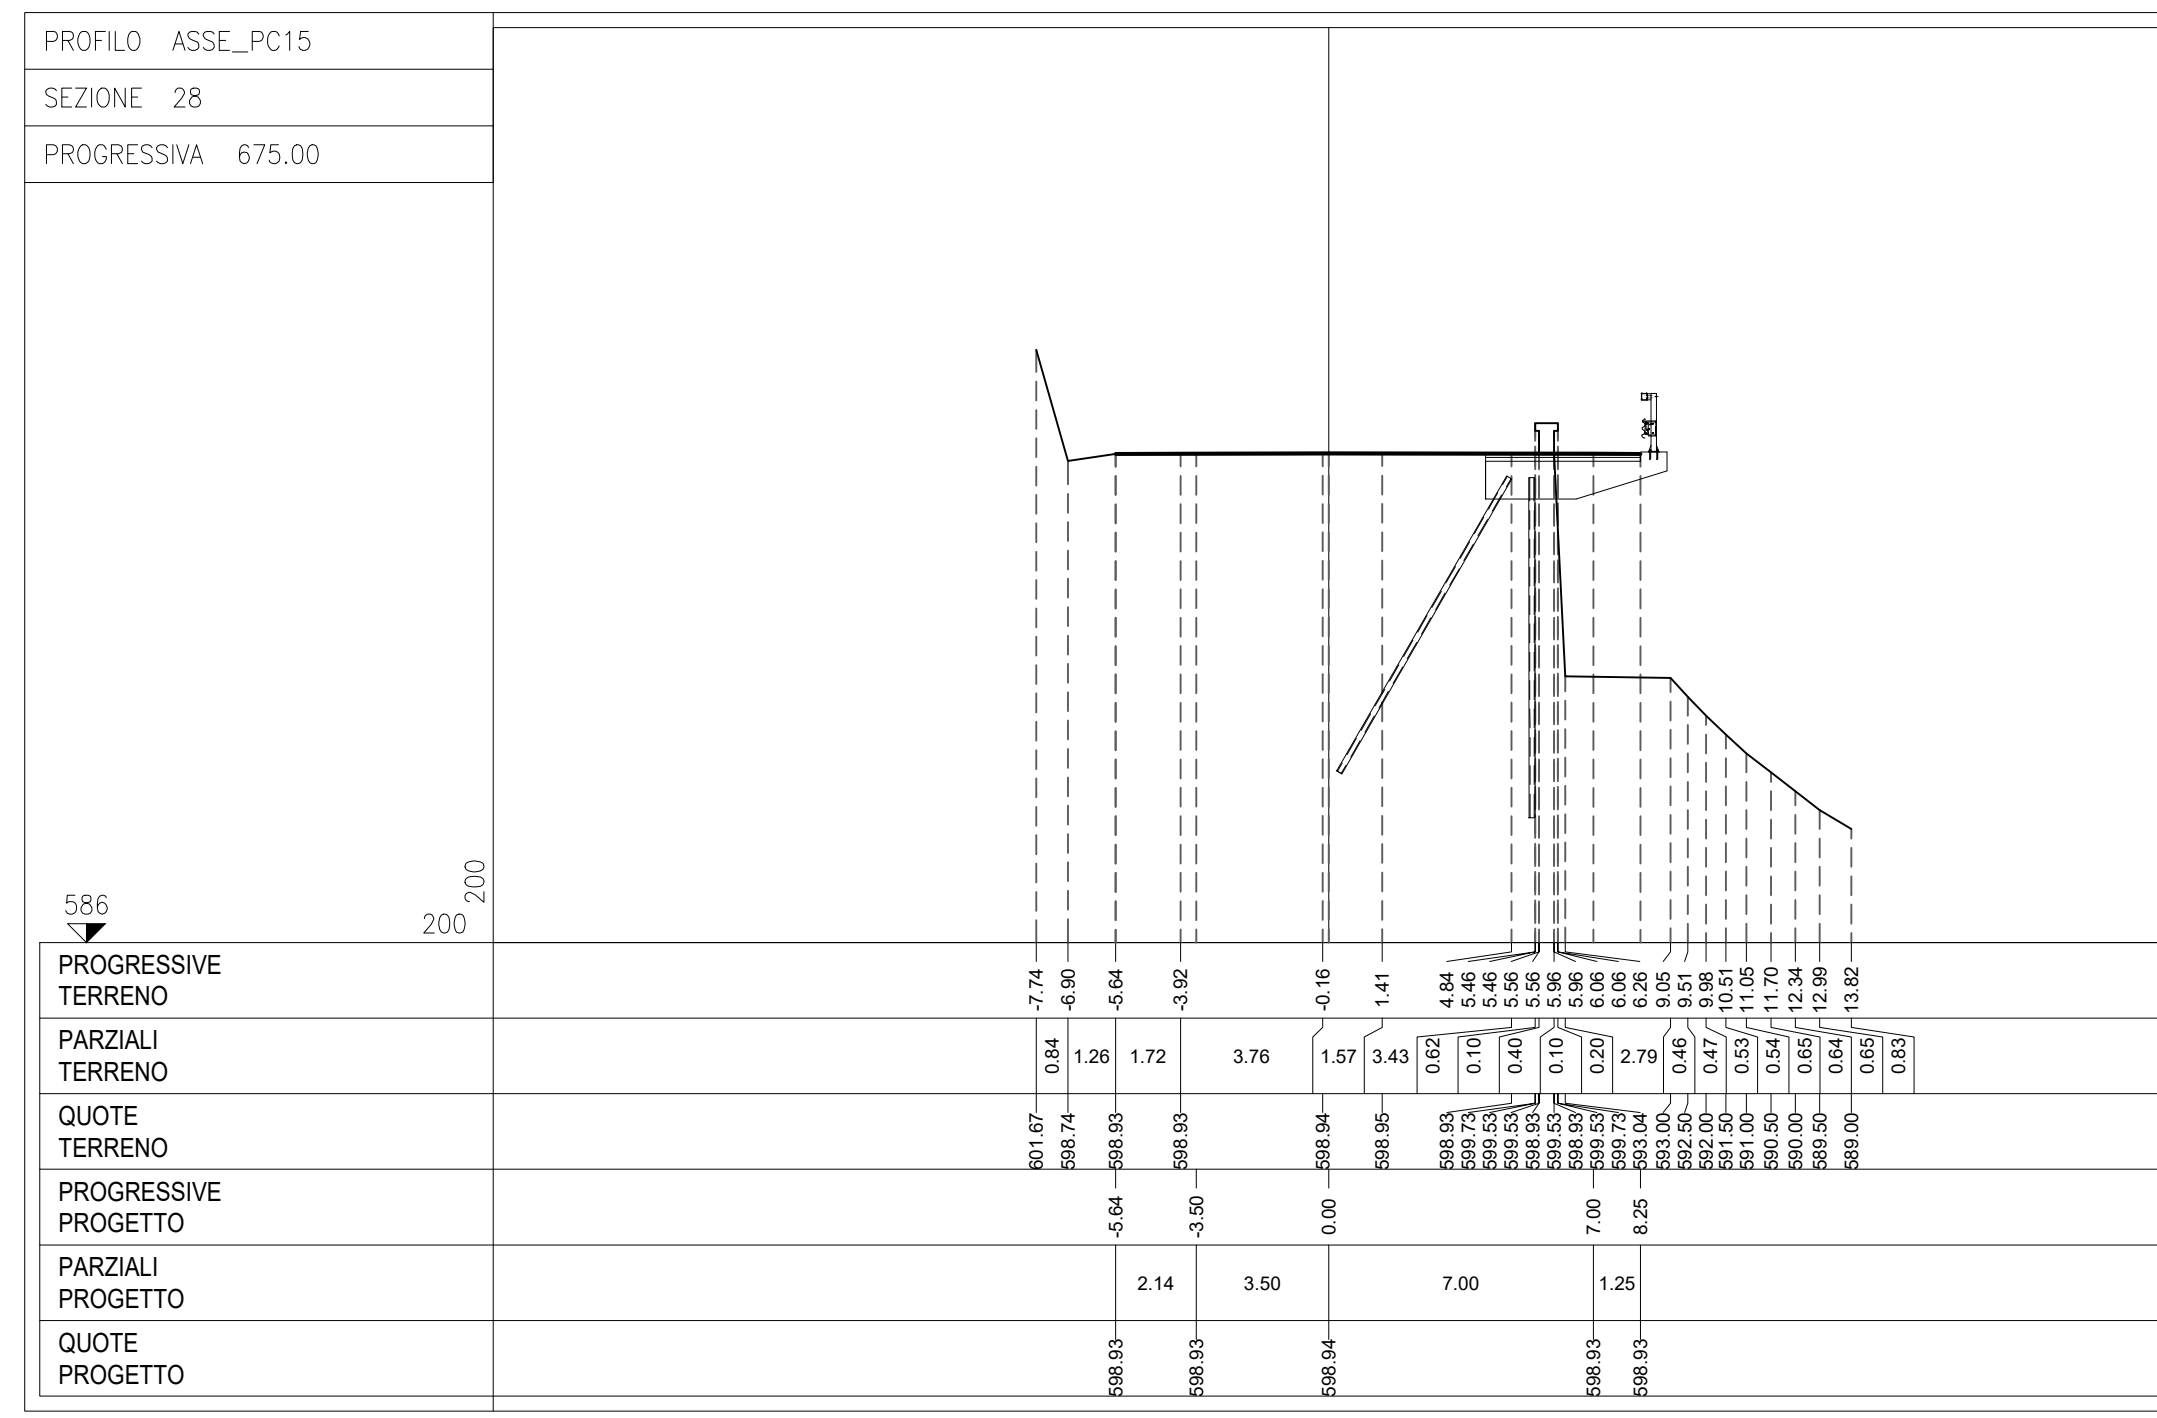 PROFILO ASSE_PC15
SEZIONE 28
PROGRESSIVA 675.00
200
586
200
PROGRESSIVE
TERRENO
-7.74 -6.90 -5.64 -3.92 -0.16 1.41 4.84 5.46 5.46 5.56 5.56 5.96 5.96 6.06 6.06 6.26 9.05 9.51 9.98 10.51 11.05 11.70 12.34 12.99 13.82
PARZIALI
TERRENO
0.84 1.26 1.72 3.76 1.57 3.43 0.62 0.10 0.40 0.10 0.20 2.79 0.46 0.47 0.53 0.54 0.65 0.64 0.65 0.83
QUOTE
TERRENO
601.67 598.74 598.93 598.93 598.94 598.95 598.93 599.73 599.53 599.53 598.93 599.53 598.93 599.53 599.73 593.04 593.00 592.50 592.00 591.50 591.00 590.50 590.00 589.50 589.00
PROGRESSIVE
PROGETTO
-5.64 -3.50 0.00 7.00 8.25
PARZIALI
PROGETTO
2.14 3.50 7.00 1.25
QUOTE
PROGETTO
598.93 598.93 598.94 598.93 598.93